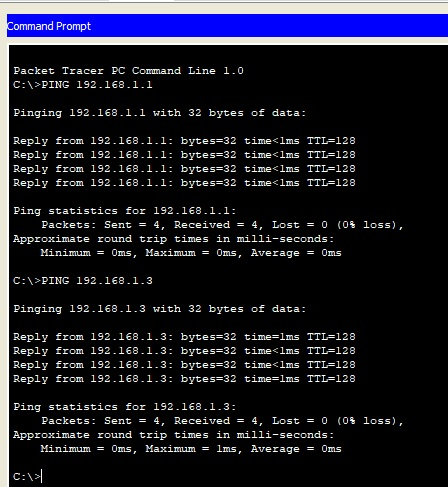 Command Prompt
Packet Tracer PC Command Line 1.0
C:\>PING 192.168.1.1
Pinging 192.168.1.1 with 32 bytes of data:
Reply from 192.168.1.1: bytes=32 time<1ms TTL=128
Reply from 192.168.1.1: bytes=32 time<1ms TTL=128
Reply from 192.168.1.1: bytes=32 time<1ms TTL=128
Reply from 192.168.1.1: bytes=32 time<1ms TTL=128
Ping statistics for 192.168.1.1:
Packets: Sent = 4, Received = 4, Lost = 0 (0% loss),
Approximate round trip times in milli-seconds:
Minimum = 0ms, Maximum = 0ms, Average = 0ms
C:\>PING 192.168.1.3
Pinging 192.168.1.3 with 32 bytes of data:
Reply from 192.168.1.3: bytes=32 time=1ms TTL=128
Reply from 192.168.1.3: bytes=32 time<1ms TTL=128
Reply from 192.168.1.3: bytes=32 time<1ms TTL=128
Reply from 192.168.1.3: bytes=32 time=1ms TTL=128
Ping statistics for 192.168.1.3:
Packets: Sent = 4, Received = 4, Lost = 0 (0% loss),
Approximate round trip times in milli-seconds:
Minimum = 0ms, Maximum = 1ms, Average = 0ms
C:\>